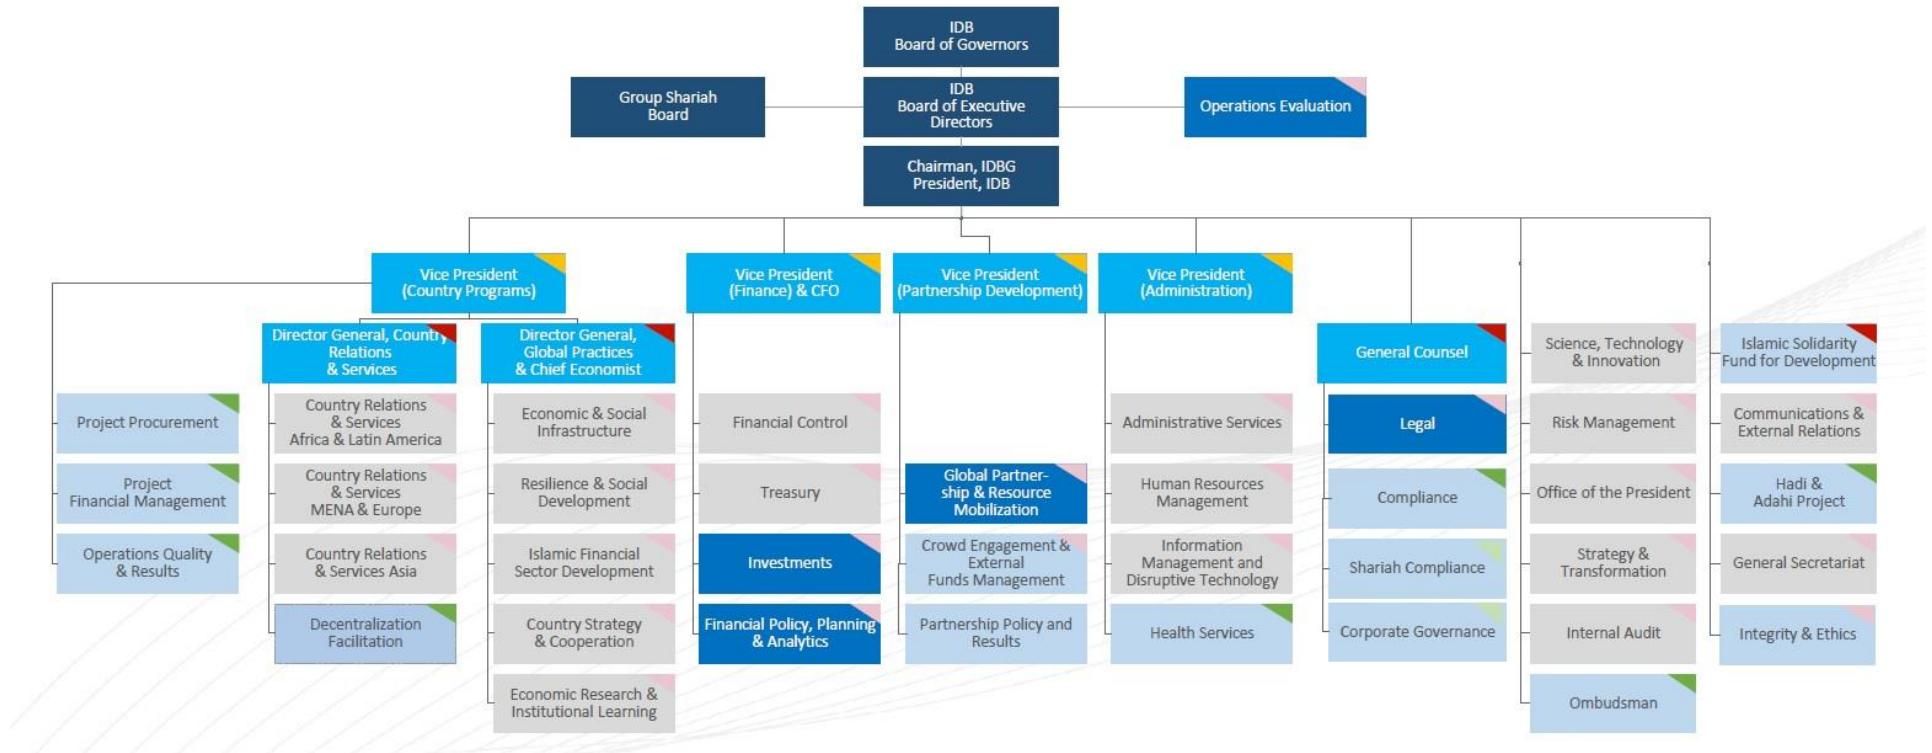 IDB
Board of Governors
Group Shariah
Board
IDB
Board of Executive
Directors
Operations Evaluation
Chairman, IDBG
President, IDB
Vice President
(Country Programs)
Vice President
(Finance) & CFO
Vice President
(Partnership Development)
Vice President
(Administration)
Director General, Country
Relations
& Services
Director General,
Global Practices
& Chief Economist
General Counsel
Science, Technology
& Innovation
Islamic Solidarity
Fund for Development
Project Procurement
Country Relations
& Services
Africa & Latin America
Economic & Social
Infrastructure
Financial Control
Administrative Services
Legal
Risk Management
Communications &
External Relations
Project
Financial Management
Country Relations
& Services
MENA & Europe
Resilience & Social
Development
Treasury
Global Partner-
ship & Resource
Mobilization
Human Resources
Management
Compliance
Office of the President
Hadi &
Adahi Project
Operations Quality
& Results
Country Relations
& Services Asia
Islamic Financial
Sector Development
Investments
Crowd Engagement &
External
Funds Management
Information
Management and
Disruptive Technology
Shariah Compliance
Strategy &
Transformation
General Secretariat
Decentralization
Facilitation
Country Strategy
& Cooperation
Financial Policy, Planning
& Analytics
Partnership Policy and
Results
Health Services
Corporate Governance
Internal Audit
Integrity & Ethics
Economic Research &
Institutional Learning
Ombudsman